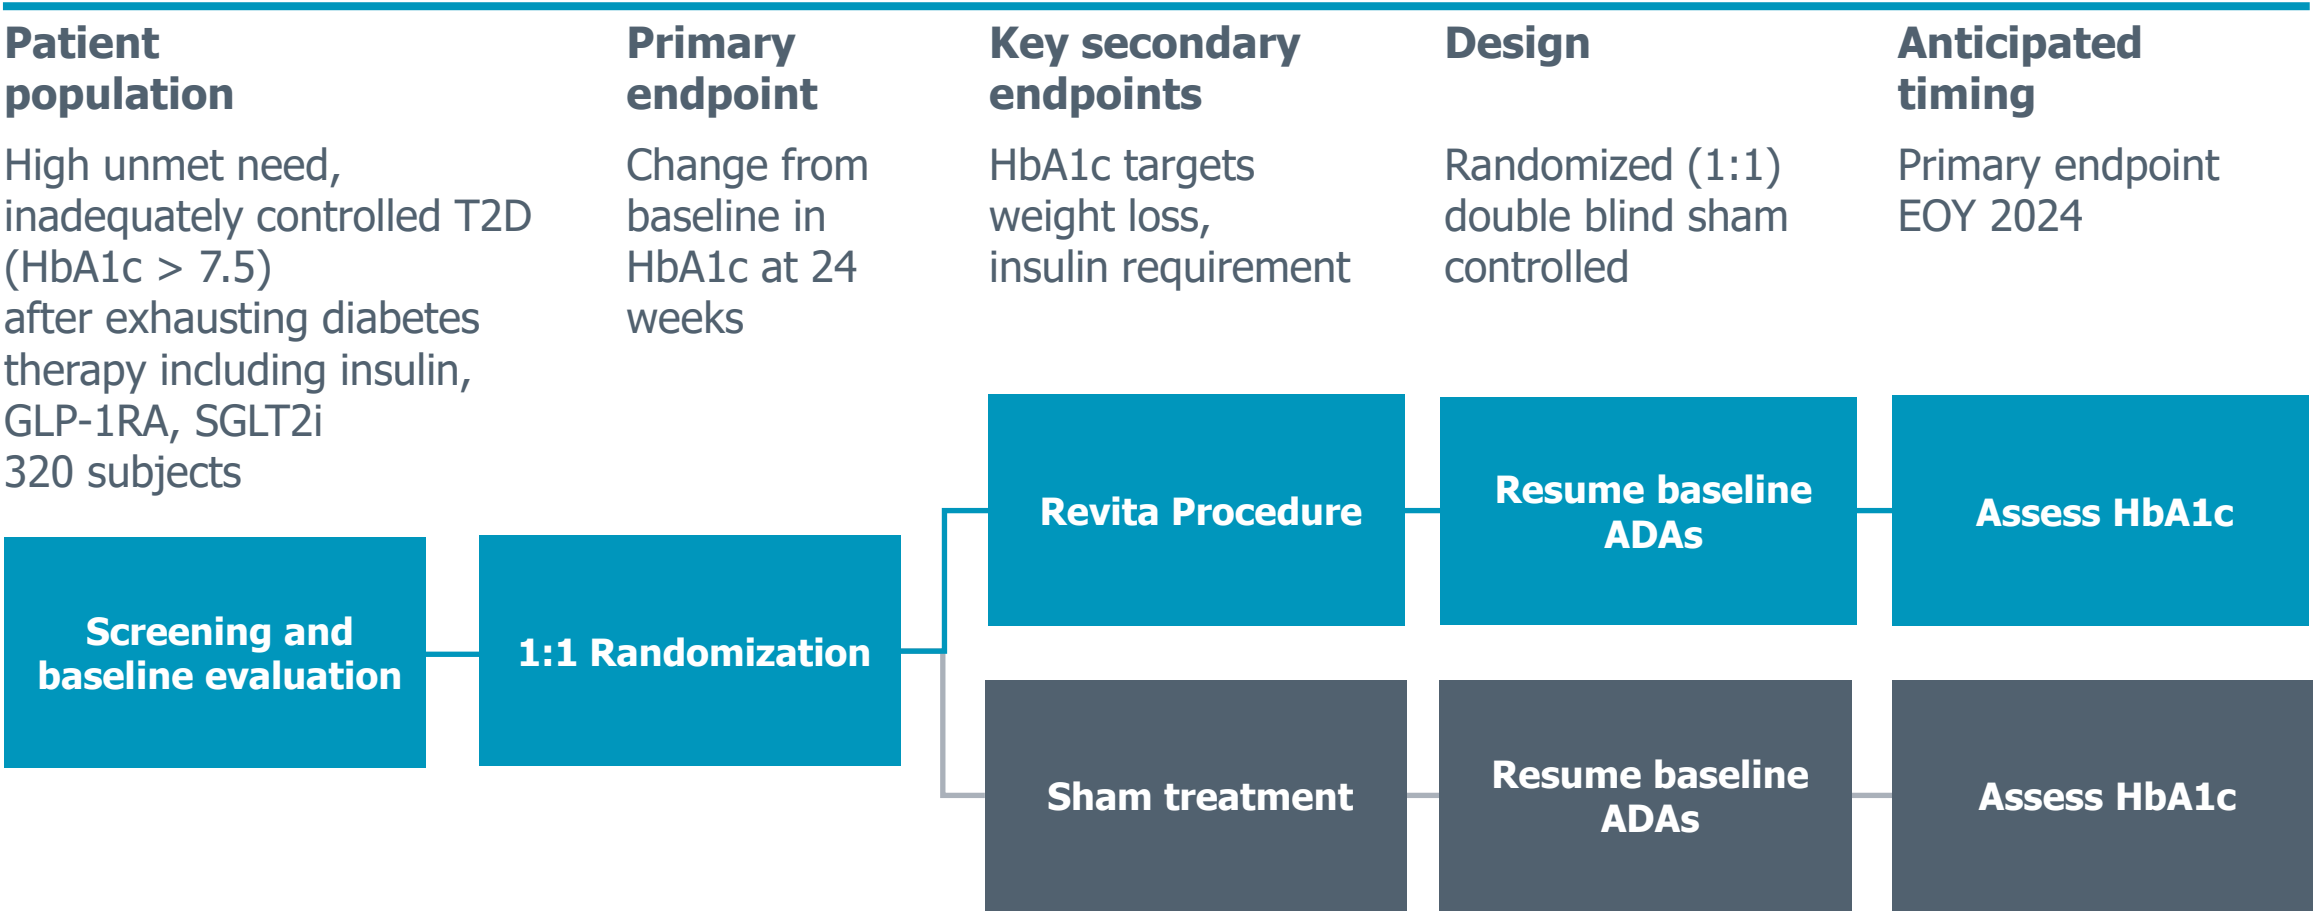 Patient
population
High unmet need,
inadequately controlled T2D
(HbA1c > 7.5)
after exhausting diabetes
therapy including insulin,
GLP-1RA, SGLT2i
320 subjects
Primary
endpoint
Change from
baseline in
HbA1c at 24
weeks
Key secondary
endpoints
HbA1c targets
weight loss,
insulin requirement
Design
Randomized (1:1)
double blind sham
controlled
Anticipated
timing
Primary endpoint
EOY 2024
Screening and
baseline evaluation
1:1 Randomization
Revita Procedure
Resume baseline
ADAs
Assess HbA1c
Sham treatment
Resume baseline
ADAs
Assess HbA1c